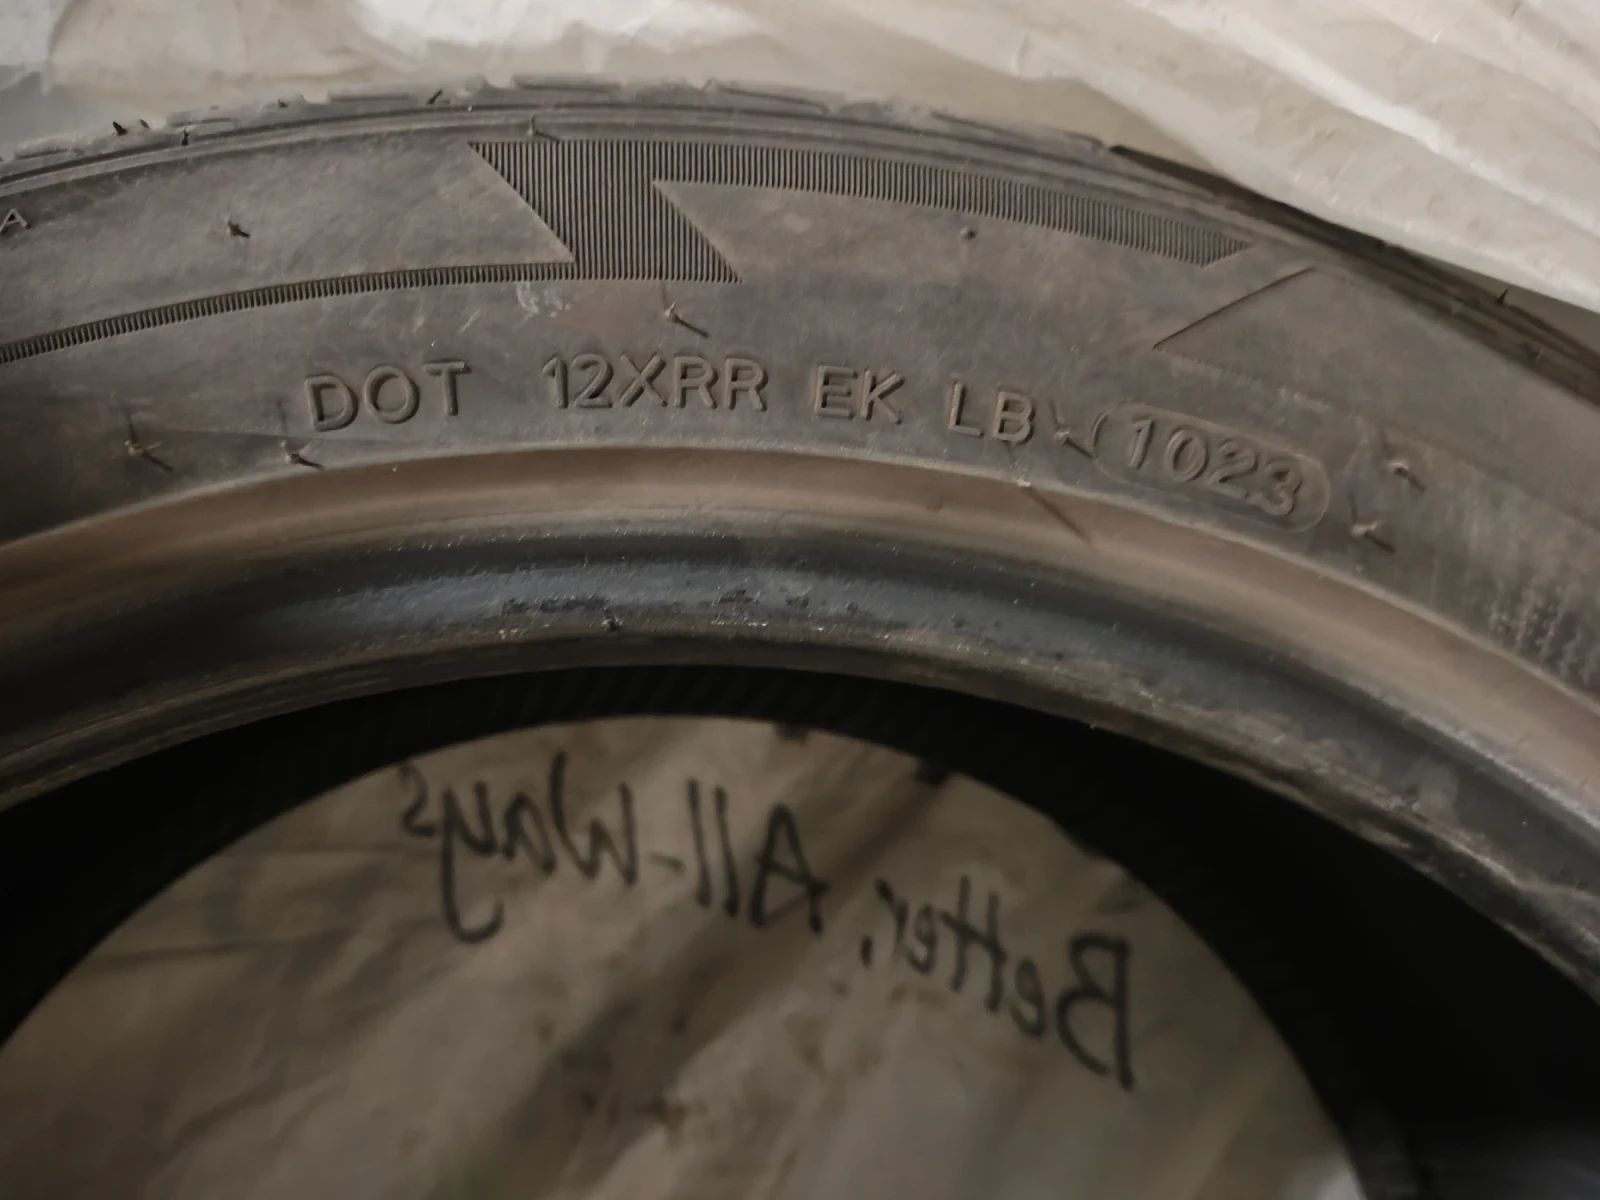 A
DOT 12XRR EK LB 1023
Better, All-Ways